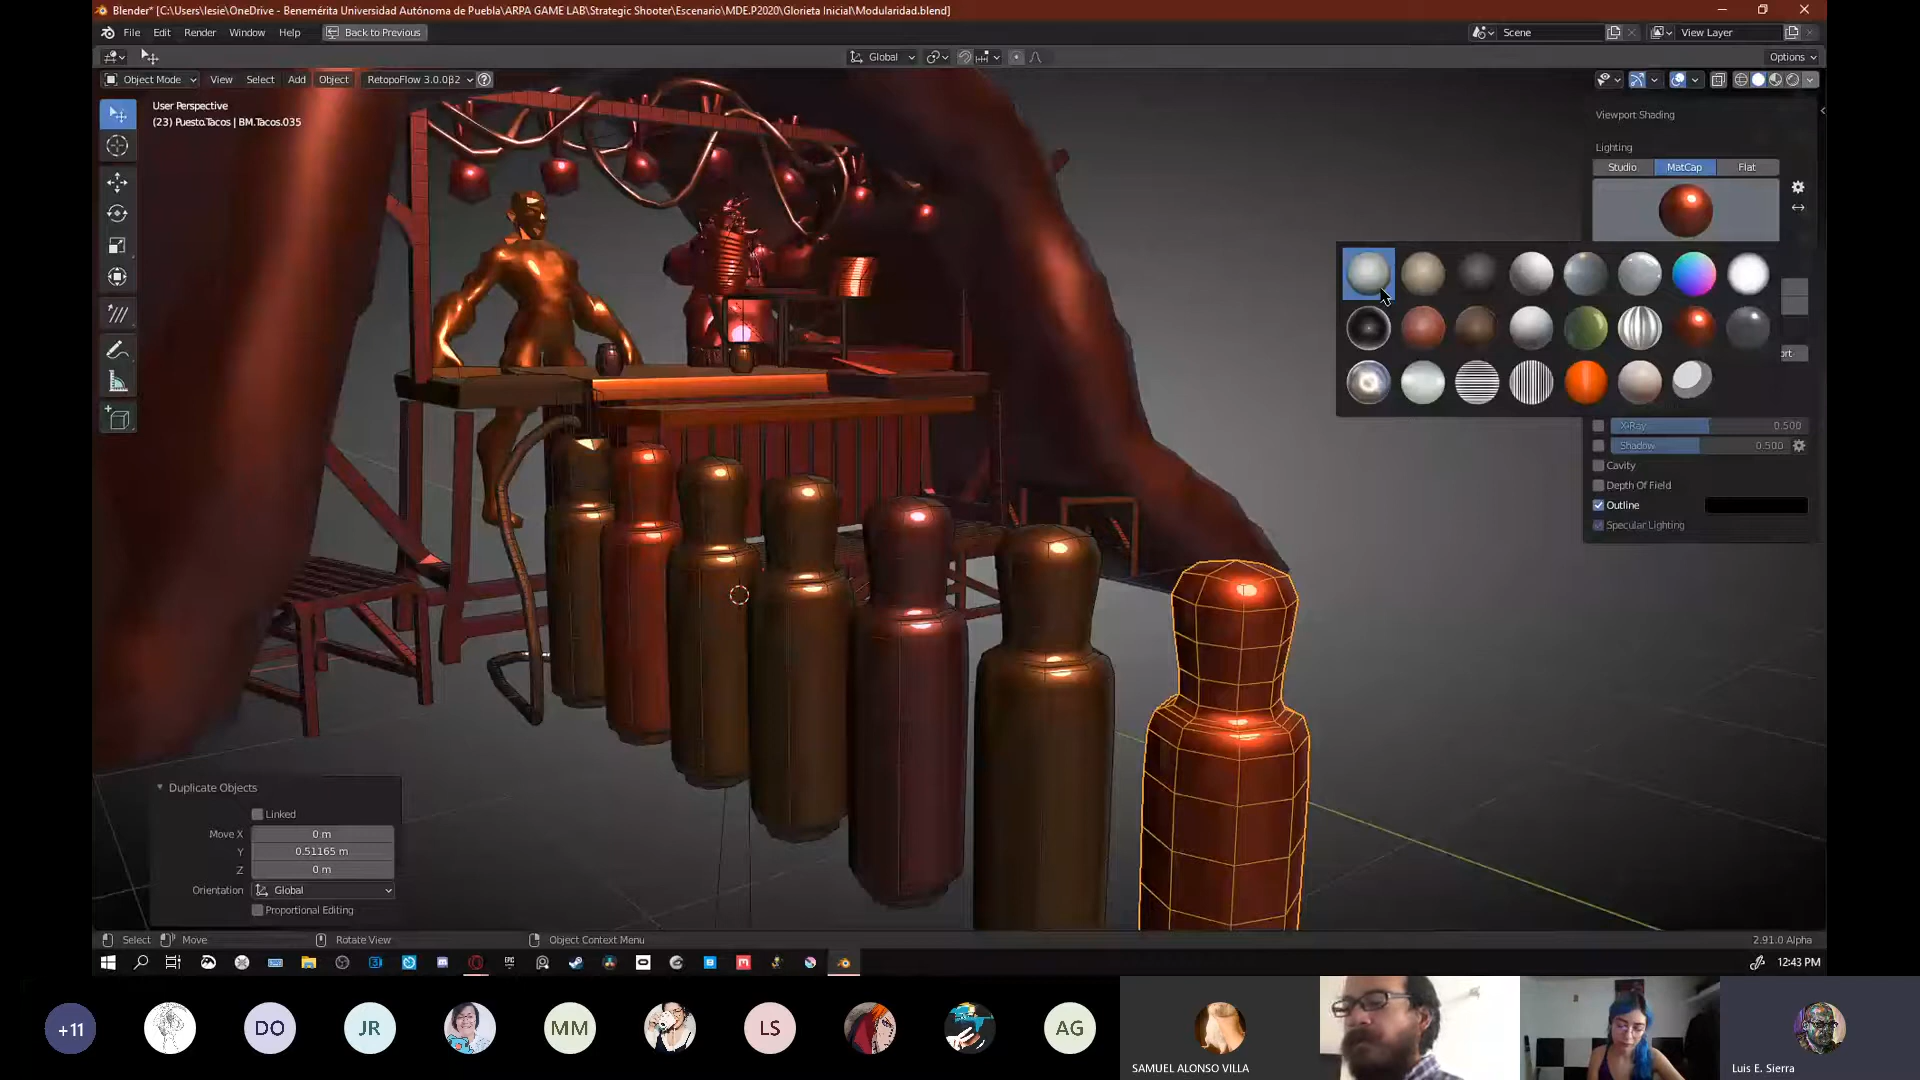 Blender* [C:\Users\lesie\OneDrive - Benemérita Universidad Autónoma de Puebla\ARPA GAME LAB\Strategic Shooter\Escenario\MDE.P2020\Glorieta Inicial\Modularidad.blend]
File Edit Render Window Help Back to Previous Scene View Layer
Global Options
Object Mode View Select Add Object RetopoFlow 3.0.0β2
User Perspective
(23) Puesto.Tacos | BM.Tacos.035
Viewport Shading
Lighting
Studio MatCap Flat
X-Ray 0.500
Shadow 0.500
Cavity
Depth Of Field
Outline
Specular Lighting
Duplicate Objects
Linked
Move X 0 m
Y 0.51165 m
Z 0 m
Orientation Global
Proportional Editing
Select Move Rotate View Object Context Menu 2.91.0 Alpha
12:43 PM
+11 DO JR MM LS AG
SAMUEL ALONSO VILLA Luis E. Sierra